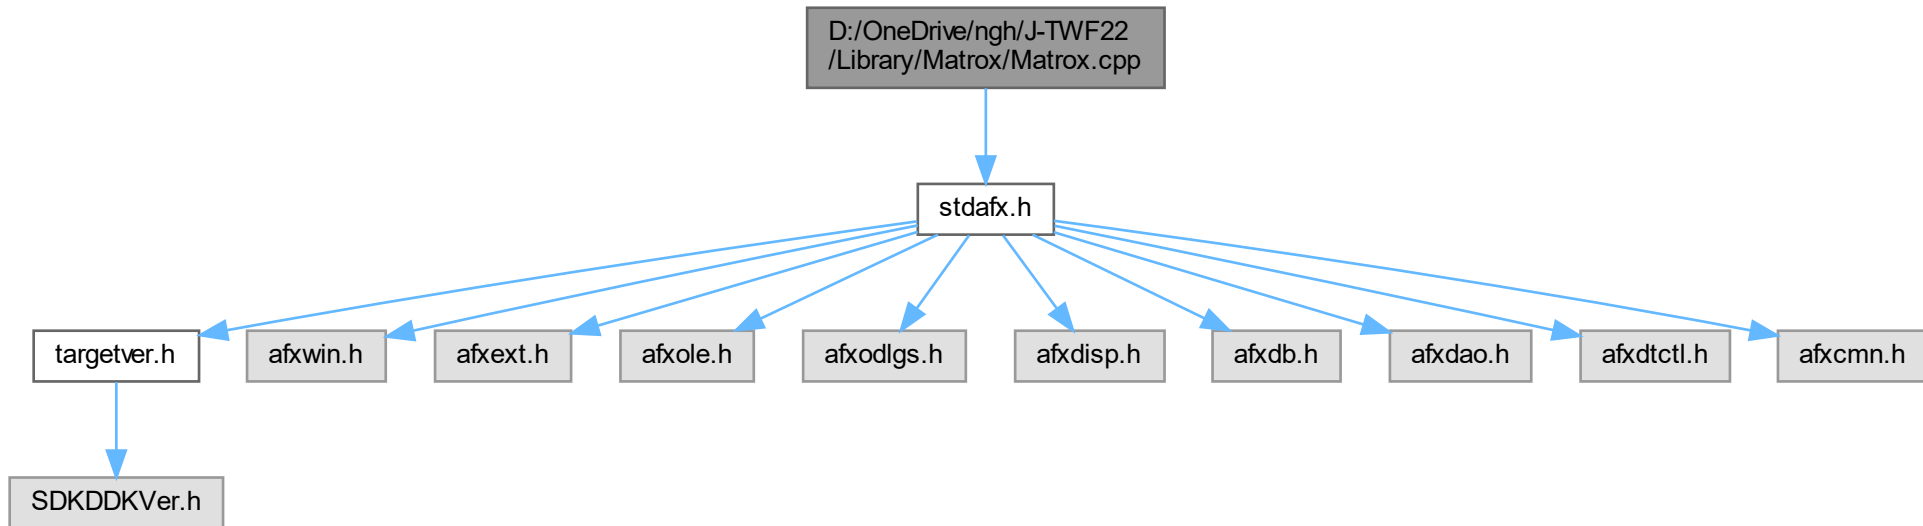 D:/OneDrive/ngh/J-TWF22
/Library/Matrox/Matrox.cpp
stdafx.h
targetver.h
afxwin.h
afxext.h
afxole.h
afxodlgs.h
afxdisp.h
afxdb.h
afxdao.h
afxdtctl.h
afxcmn.h
SDKDDKVer.h